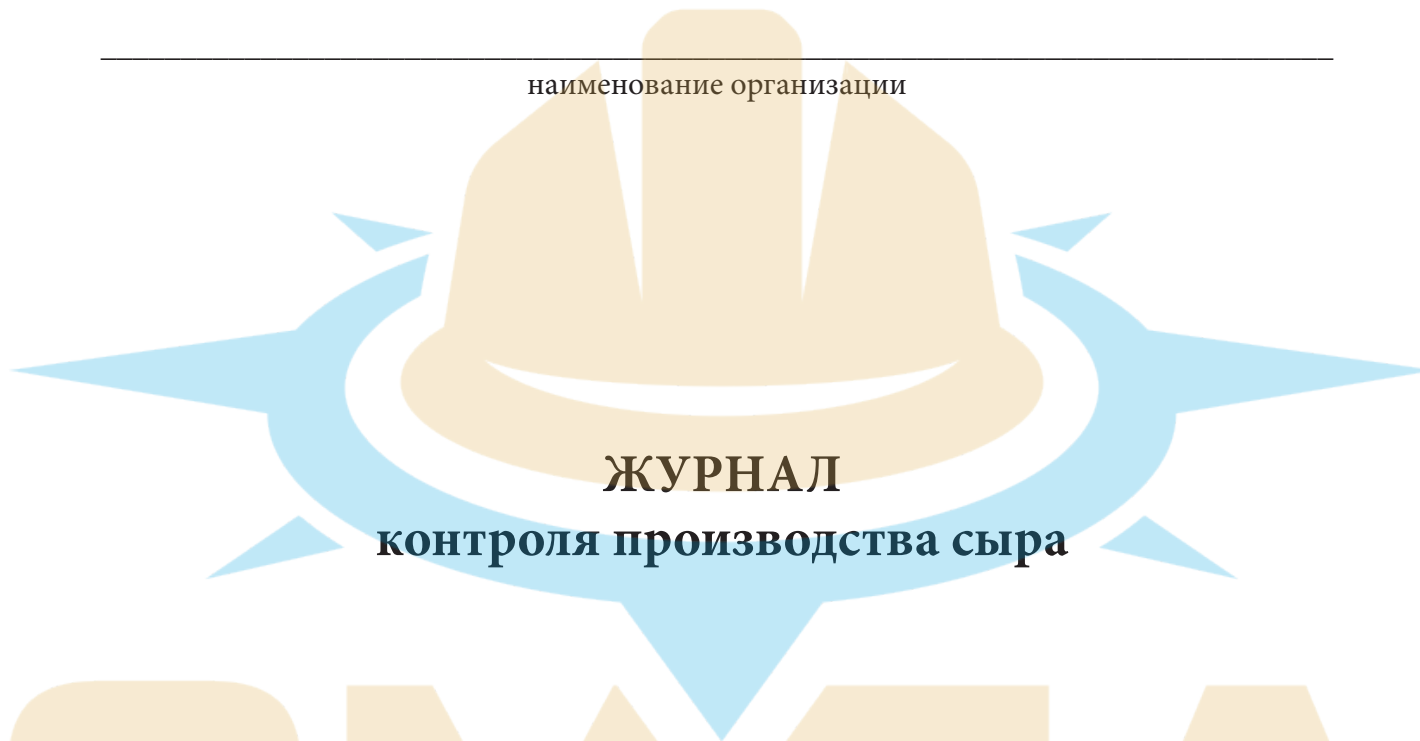 наименование организации
ЖУРНАЛ
контроля производства сыра